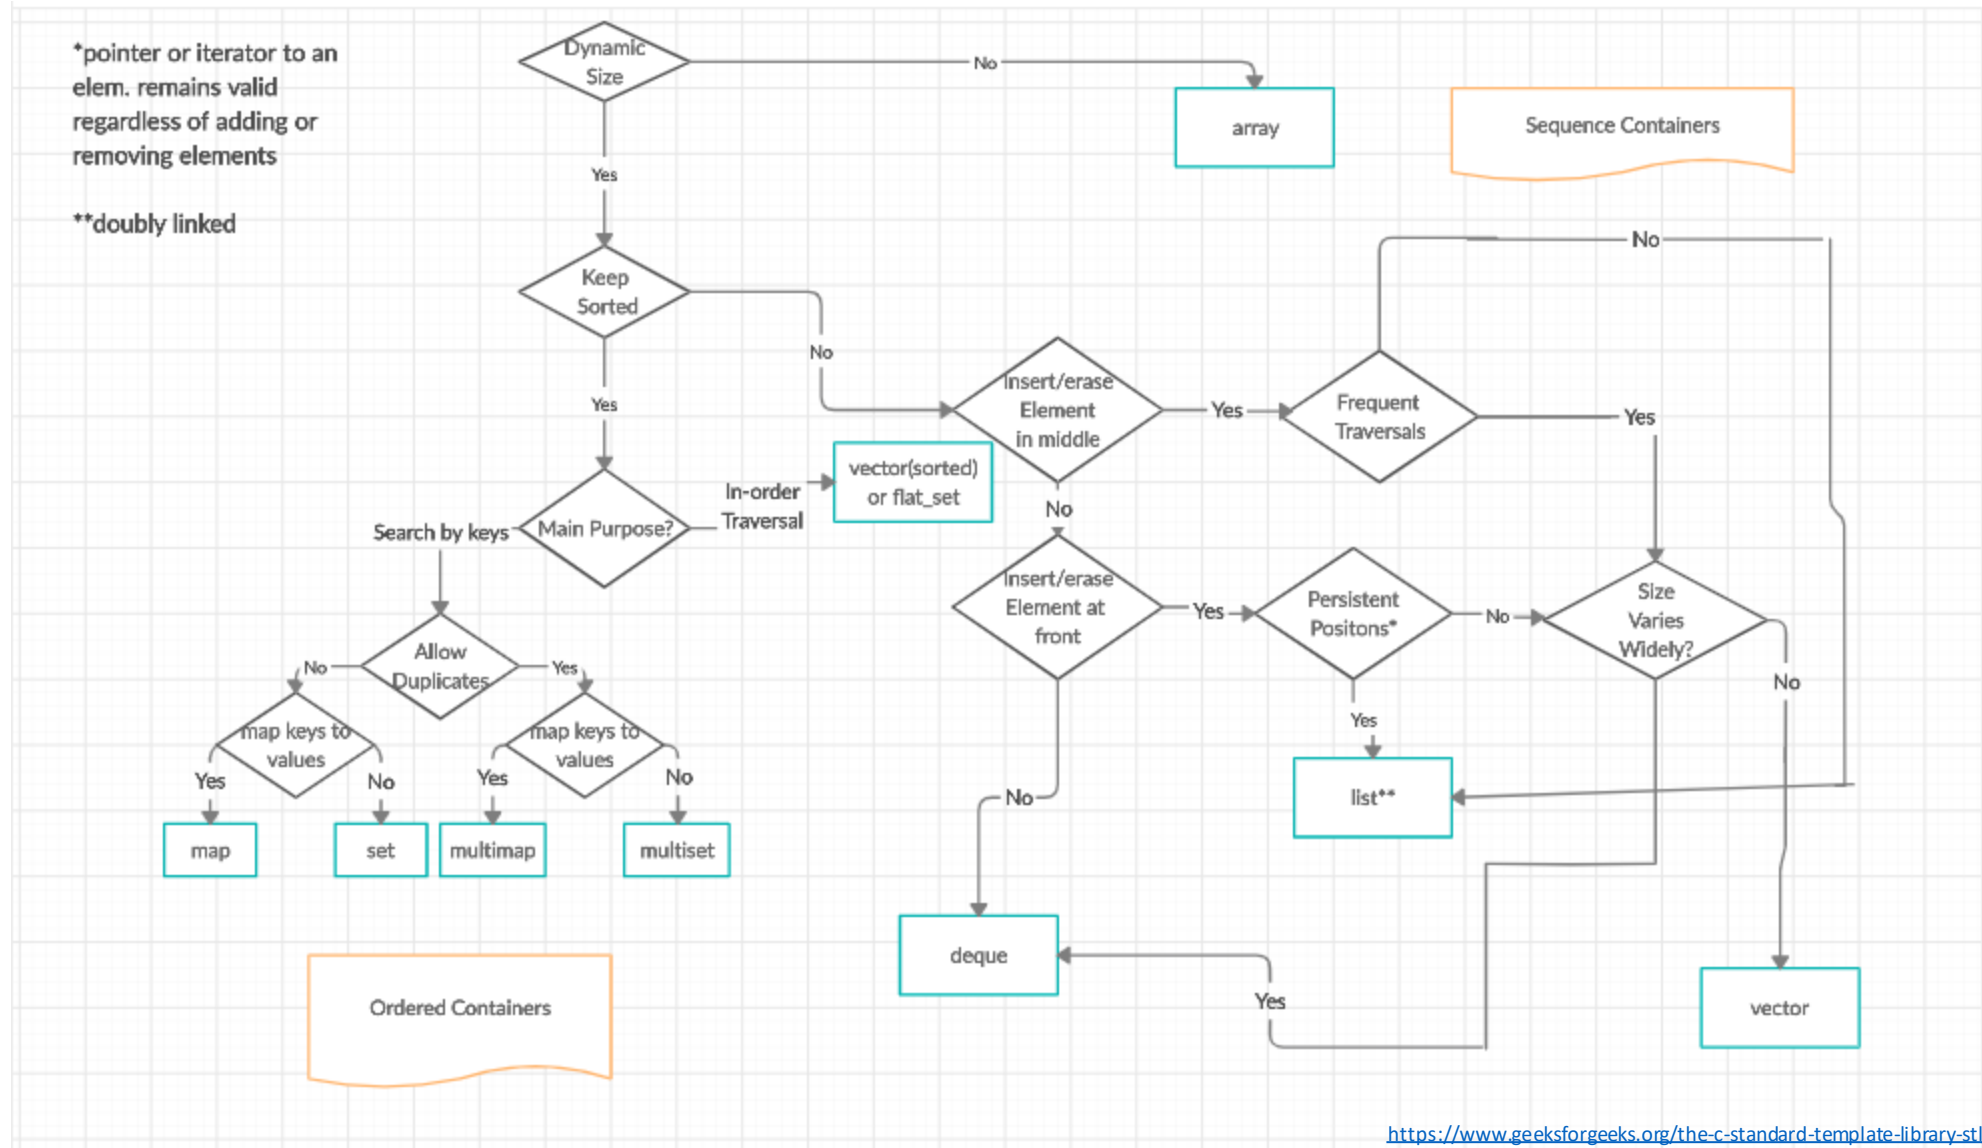 *pointer or iterator to an
elem. remains valid
regardless of adding or
removing elements
**doubly linked
Dynamic
Size
No
array
Sequence Containers
Yes
Keep
Sorted
No
Yes
No
Insert/erase
Element
in middle
Yes
Frequent
Traversals
Yes
vector(sorted)
or flat_set
In-order
Traversal
Main Purpose?
Search by keys
No
Insert/erase
Element at
front
Yes
Persistent
Positons*
No
Size
Varies
Widely?
No
Allow
Duplicates
No
Yes
map keys to
values
map keys to
values
Yes
No
Yes
No
Yes
No
list**
map
set
multimap
multiset
deque
Yes
vector
Ordered Containers
https://www.geeksforgeeks.org/the-c-standard-template-library-stl